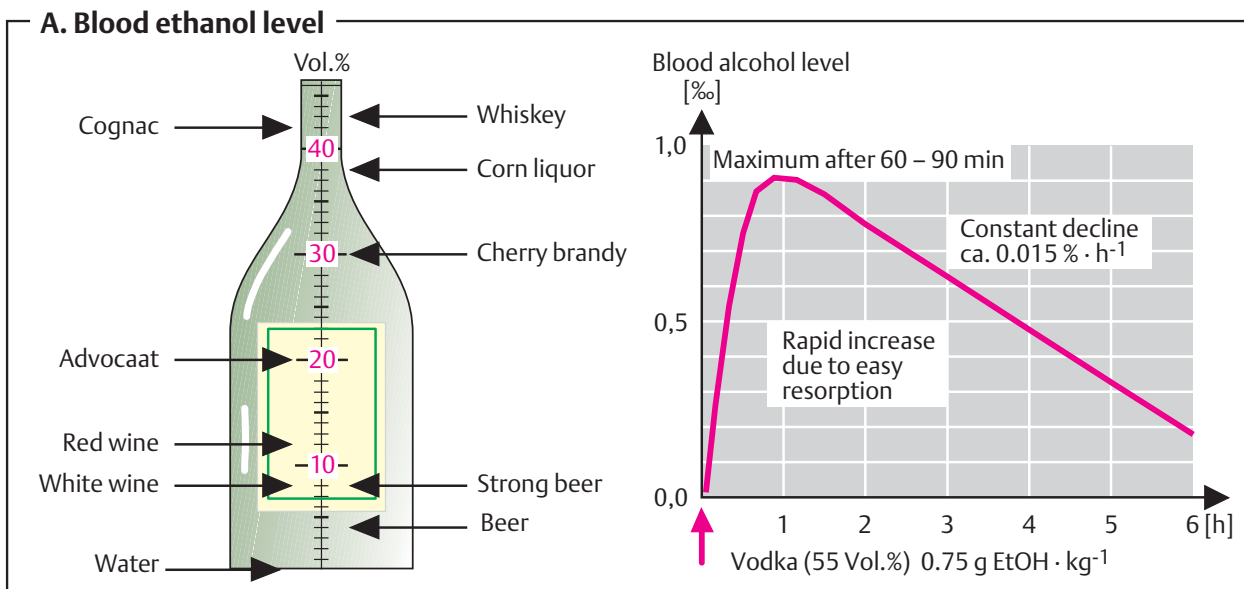 A. Blood ethanol level
Vol.%
Cognac
Whiskey
40
Corn liquor
30
Cherry brandy
Advocaat
20
Red wine
10
White wine
Strong beer
Beer
Water
Blood alcohol level
[‰]
1,0
Maximum after 60 – 90 min
Constant decline
ca. 0.015 % · h-1
0,5
Rapid increase
due to easy
resorption
0,0
1 2 3 4 5 6 [h]
Vodka (55 Vol.%) 0.75 g EtOH · kg-1